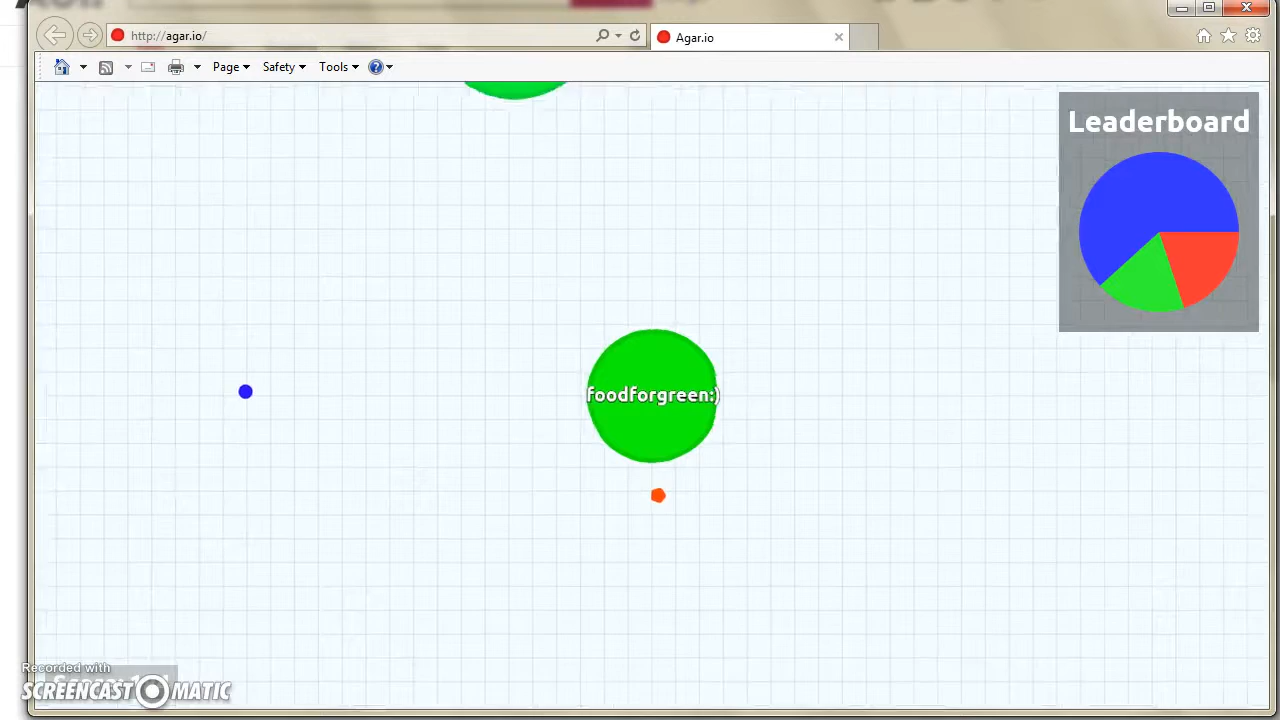 http://agar.io/
Agar.io
Page
Safety
Tools
Leaderboard
foodforgreen:)
Recorded with
SCREENCAST MATIC